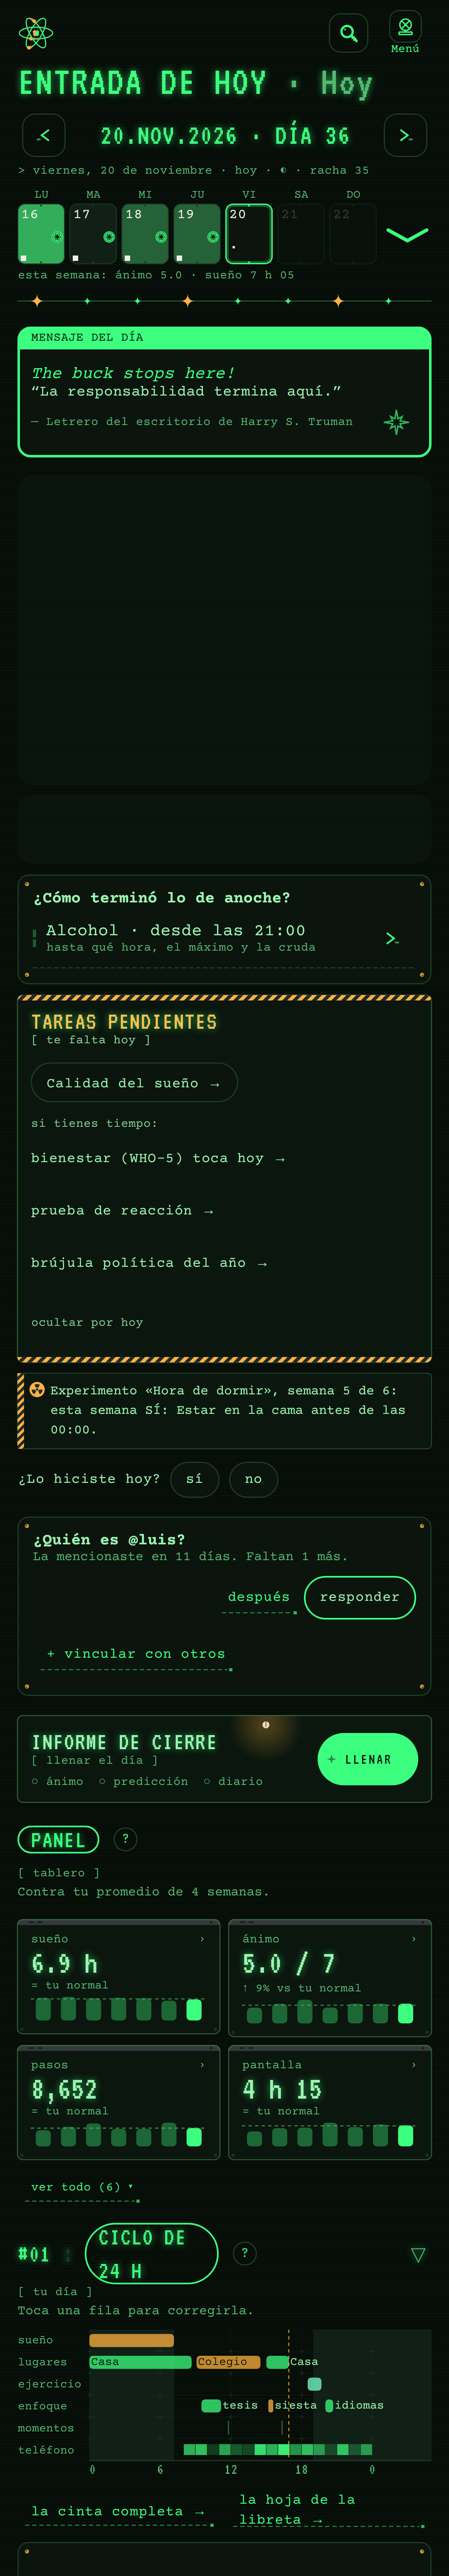 Menú
ENTRADA DE HOY · Hoy
20.NOV.2026 · DÍA 36
> viernes, 20 de noviembre · hoy · ◐ · racha 35
LU MA MI JU VI SA DO
16 17 18 19 20 21 22
esta semana: ánimo 5.0 · sueño 7 h 05
MENSAJE DEL DÍA
The buck stops here!
“La responsabilidad termina aquí.”
— Letrero del escritorio de Harry S. Truman
¿Cómo terminó lo de anoche?
Alcohol · desde las 21:00
hasta qué hora, el máximo y la cruda
TAREAS PENDIENTES
[ te falta hoy ]
Calidad del sueño →
si tienes tiempo:
bienestar (WHO-5) toca hoy →
prueba de reacción →
brújula política del año →
ocultar por hoy
Experimento «Hora de dormir», semana 5 de 6:
esta semana SÍ: Estar en la cama antes de las
00:00.
¿Lo hiciste hoy? sí no
¿Quién es @luis?
La mencionaste en 11 días. Faltan 1 más.
después responder
+ vincular con otros
INFORME DE CIERRE
[ llenar el día ]
○ ánimo ○ predicción ○ diario
+ LLENAR
PANEL ?
[ tablero ]
Contra tu promedio de 4 semanas.
sueño ›
6.9 h
= tu normal
ánimo ›
5.0 / 7
↑ 9% vs tu normal
pasos ›
8,652
= tu normal
pantalla ›
4 h 15
= tu normal
ver todo (6) ▾
#01 CICLO DE
24 H ? ▽
[ tu día ]
Toca una fila para corregirla.
sueño
lugares Casa Colegio Casa
ejercicio
enfoque tesis siesta idiomas
momentos
teléfono
0 6 12 18 0
la cinta completa →
la hoja de la
libreta →